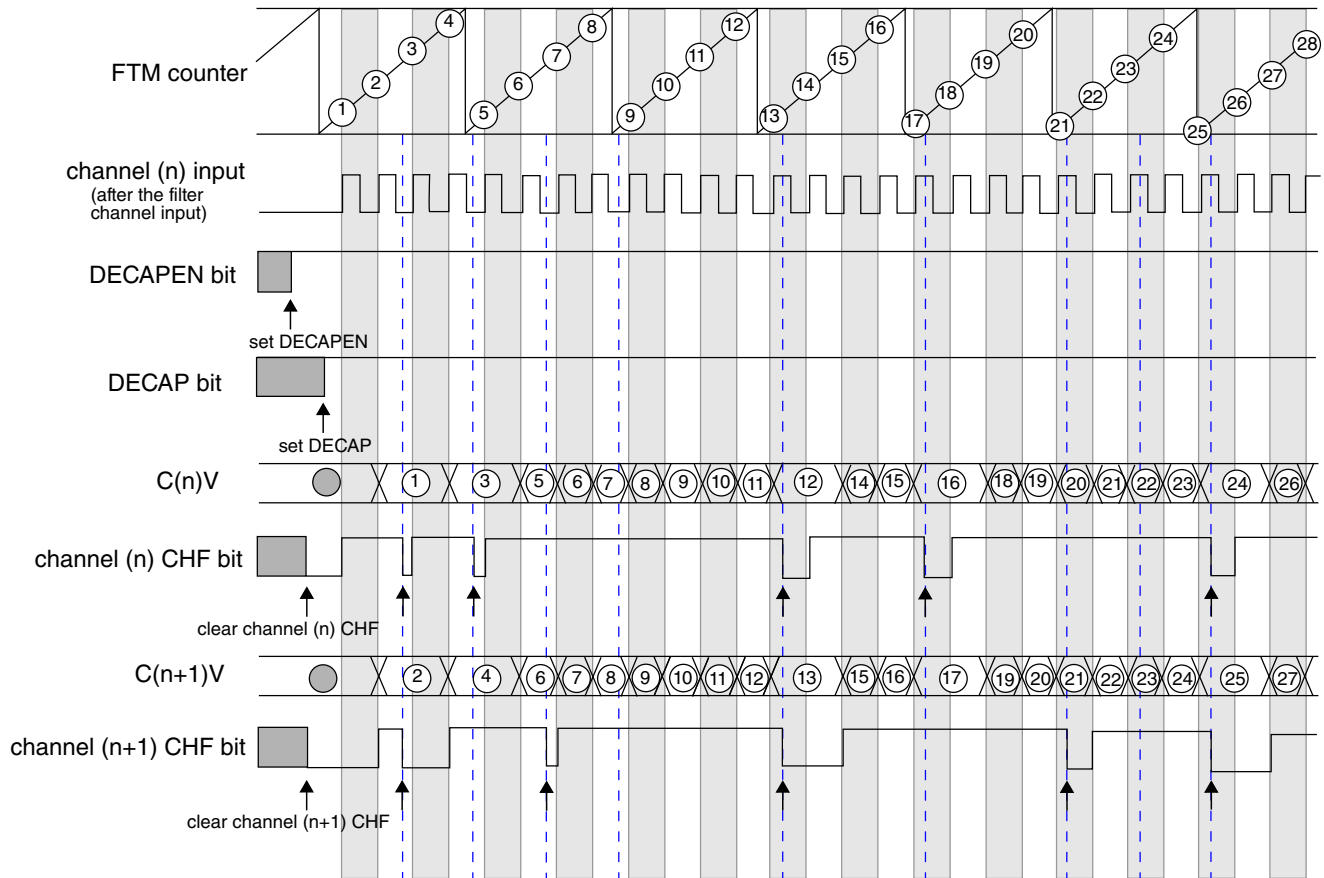 4 8 12 16 20 24 28
3 7 11 15 19 23 27
FTM counter
2 6 10 14 18 22 26
1 5 9 13 17 21 25
channel (n) input
(after the filter
channel input)
DECAPEN bit
set DECAPEN
DECAP bit
set DECAP
C(n)V 1 3 5 6 7 8 9 10 11 12 14 15 16 18 19 20 21 22 23 24 26
channel (n) CHF bit
clear channel (n) CHF
C(n+1)V 2 4 6 7 8 9 10 11 12 13 15 16 17 19 20 21 22 23 24 25 27
channel (n+1) CHF bit
clear channel (n+1) CHF